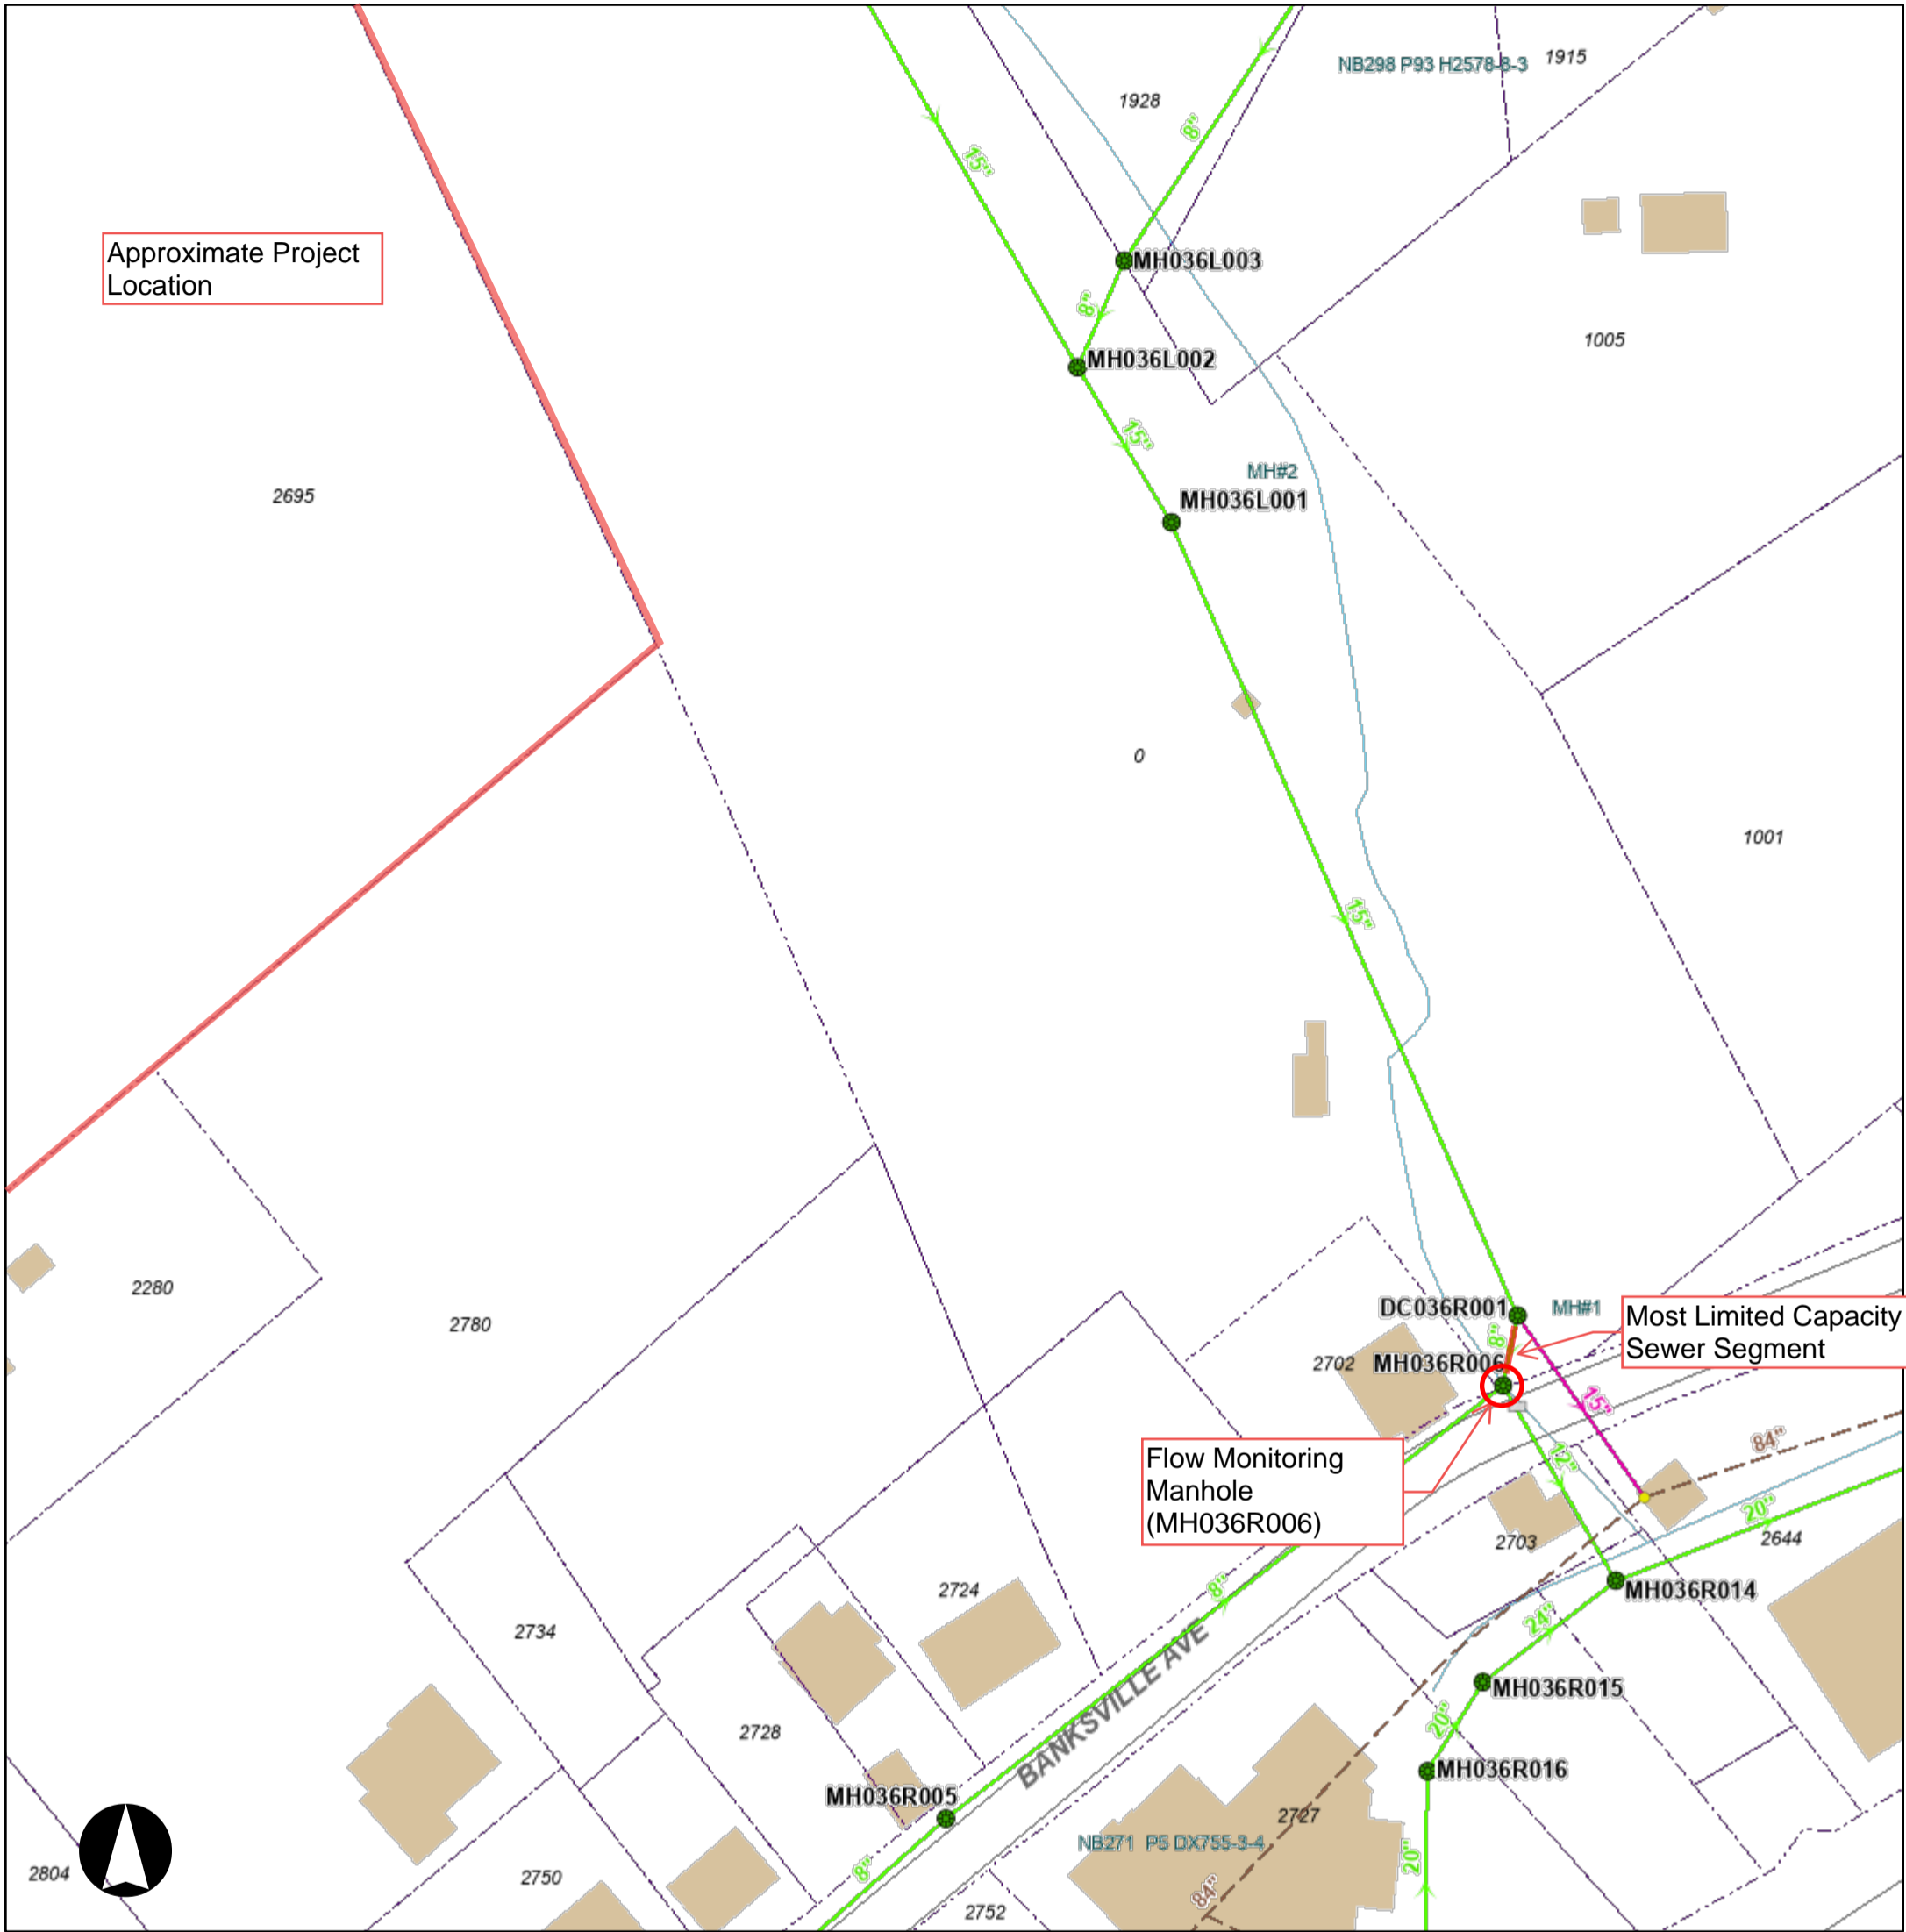 NB298 P93 H2578-8-3
1915
1928
8"
15"
Approximate Project
Location
MH036L003
8"
1005
MH036L002
15"
MH#2
2695
MH036L001
0
1001
15"
2280
2780
DC036R001
MH#1
Most Limited Capacity
Sewer Segment
8"
2702
MH036R006
15"
84"
Flow Monitoring
Manhole
(MH036R006)
12"
20"
2703
2644
8"
2724
MH036R014
24"
2734
BANKSVILLE AVE
MH036R015
20"
2728
MH036R016
MH036R005
2727
NB271 P5 DX755-3-4
20"
2804
8"
2750
84"
2752